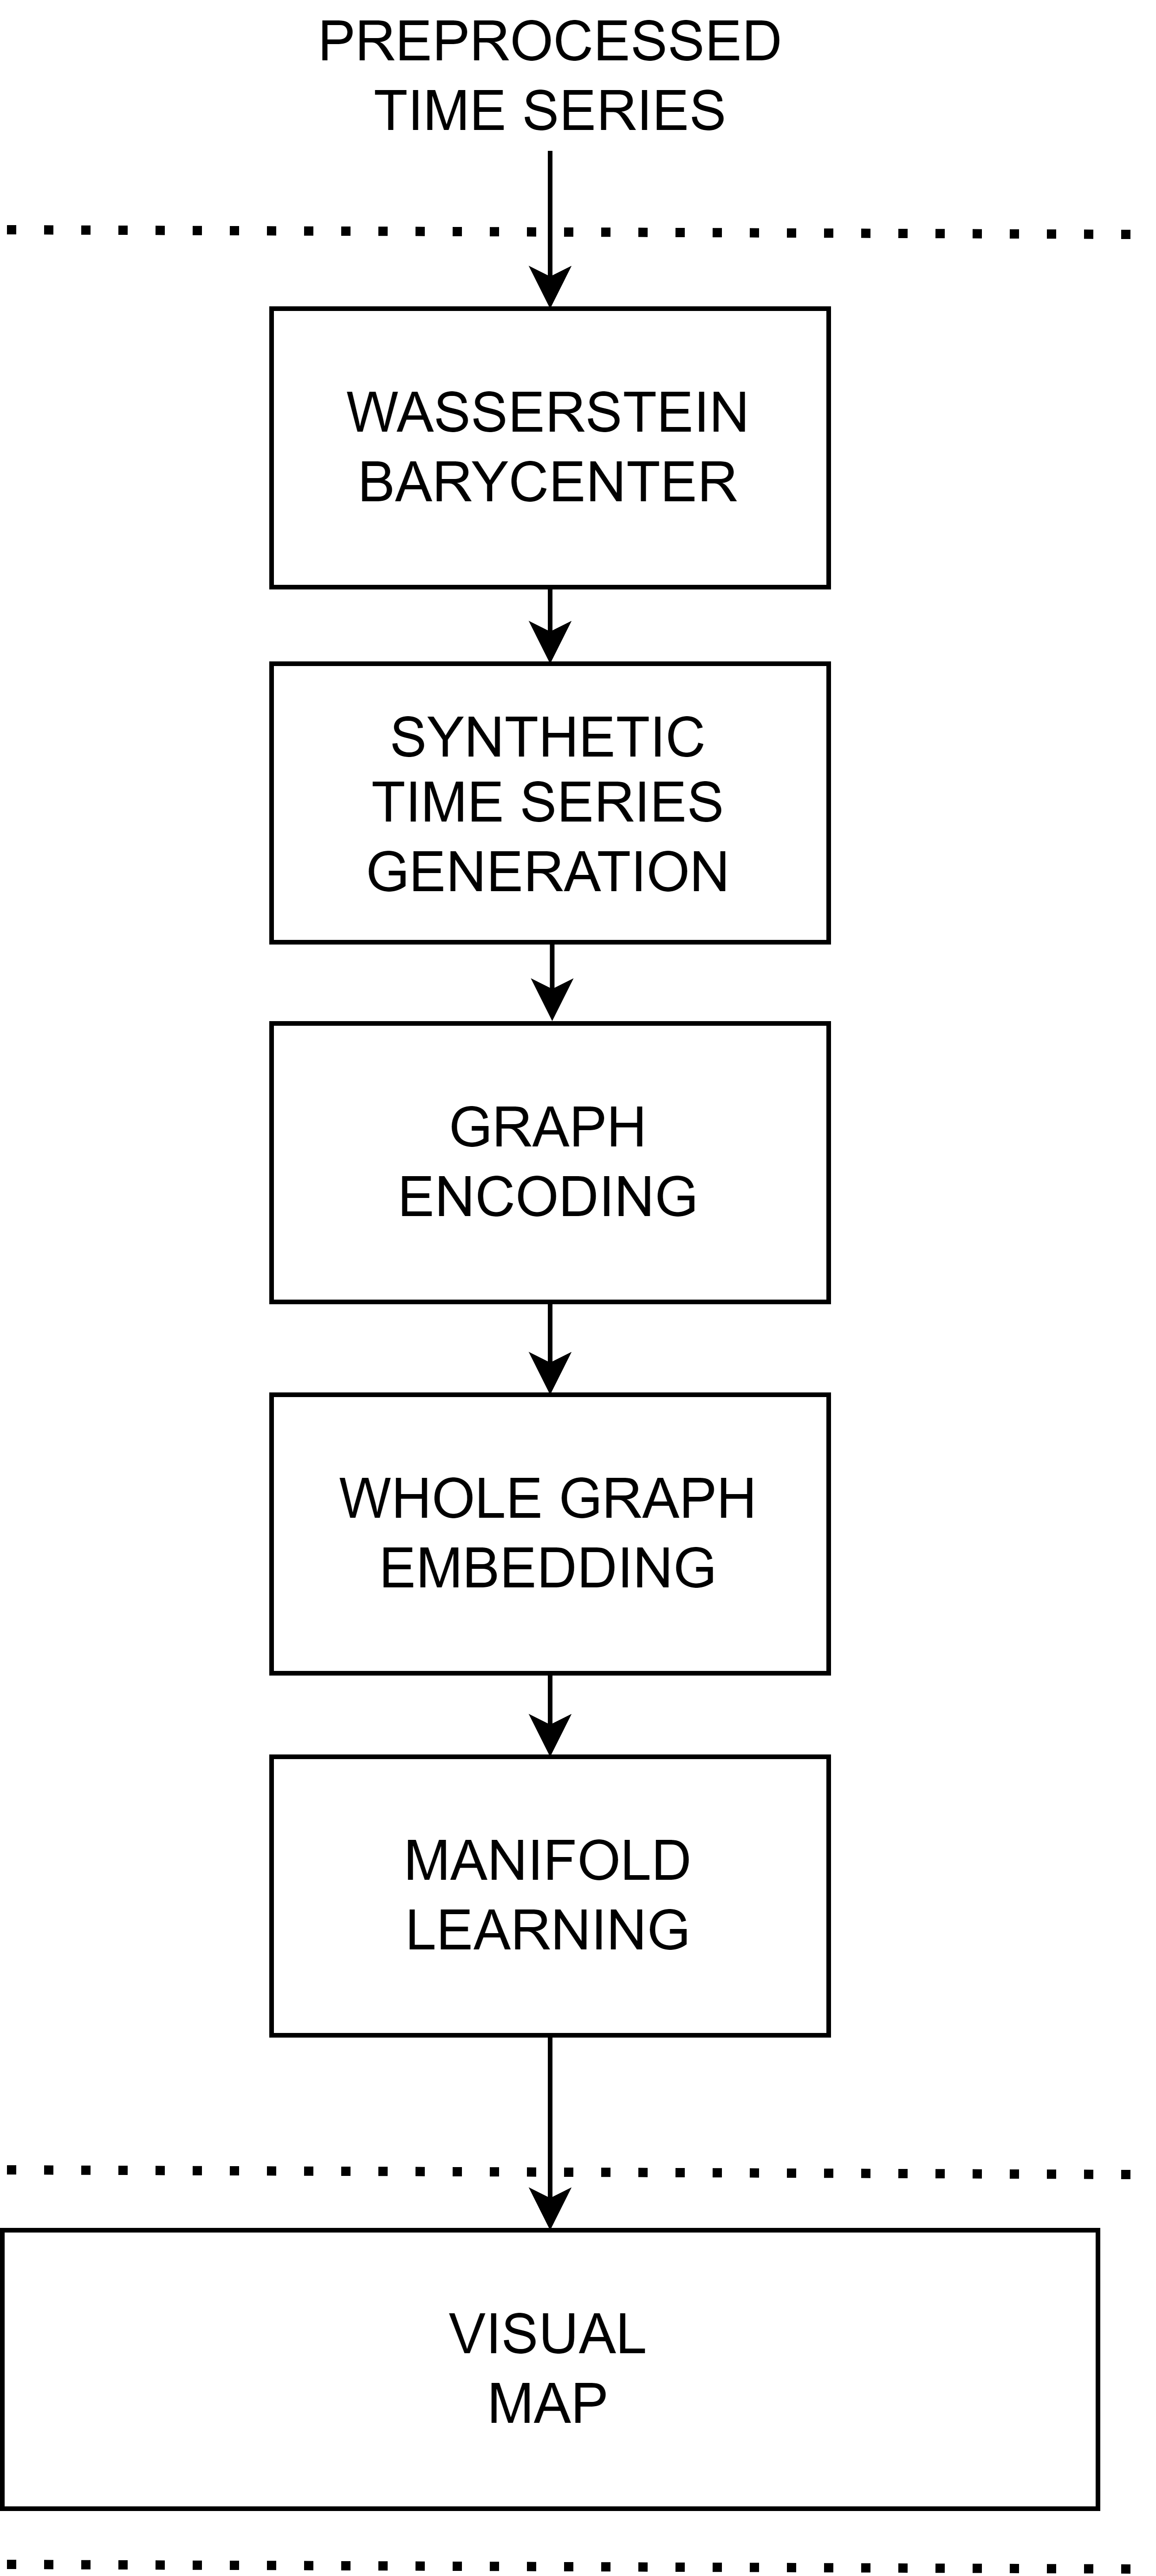 PREPROCESSED
TIME SERIES
WASSERSTEIN
BARYCENTER
SYNTHETIC
TIME SERIES
GENERATION
GRAPH
ENCODING
WHOLE GRAPH
EMBEDDING
MANIFOLD
LEARNING
VISUAL
MAP